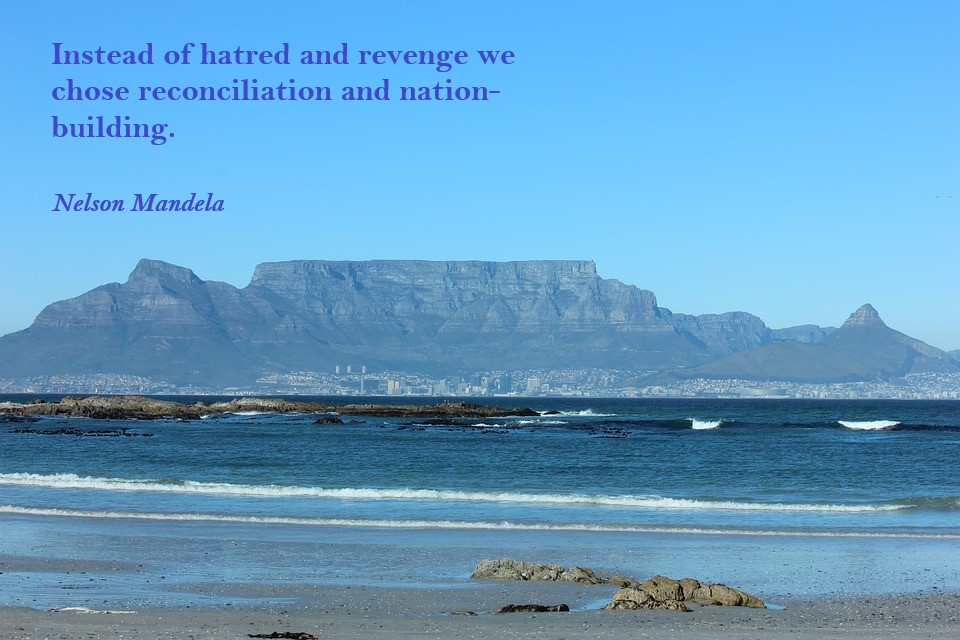 Instead of hatred and revenge we
chose reconciliation and nation-
building.
Nelson Mandela